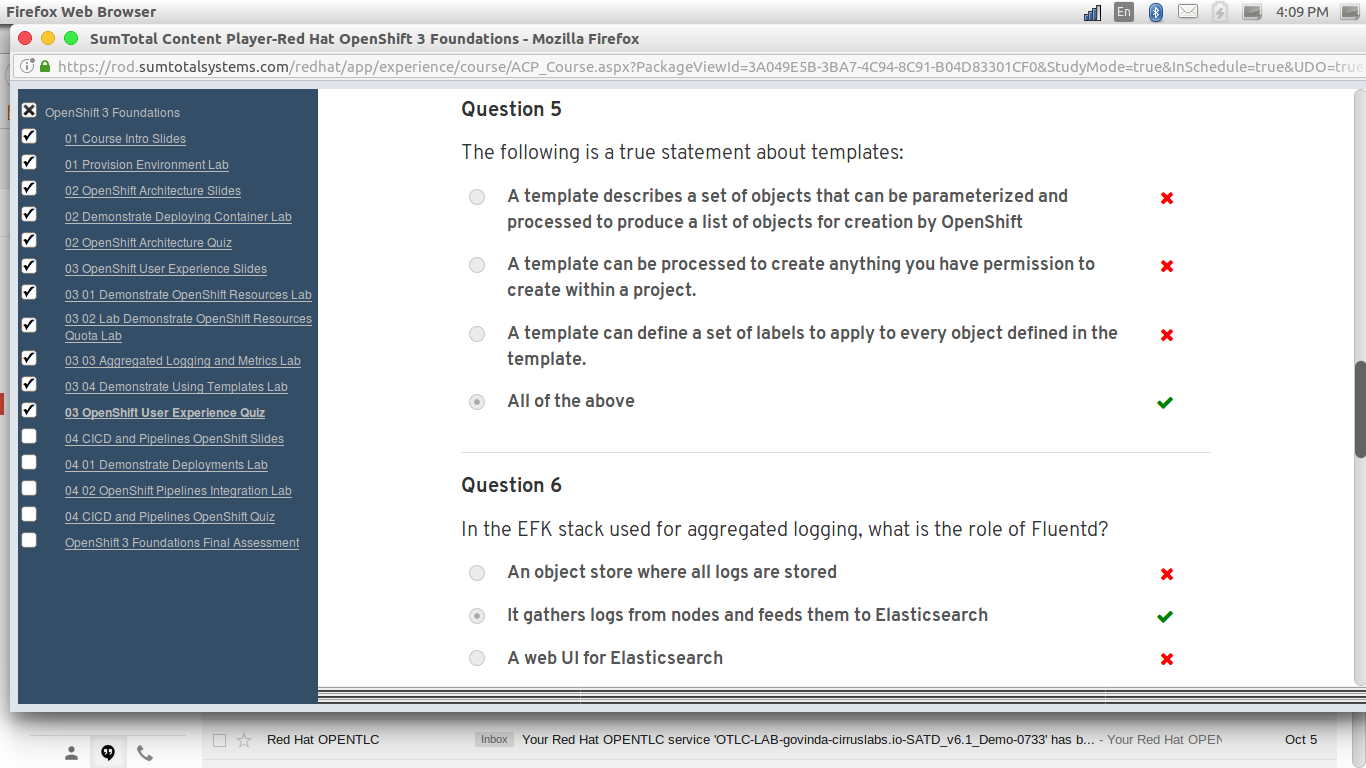 Firefox Web Browser
En
4:09 PM
SumTotal Content Player-Red Hat OpenShift 3 Foundations - Mozilla Firefox
https://rod.sumtotalsystems.com/redhat/app/experience/course/ACP_Course.aspx?PackageViewId=3A049E5B-3BA7-4C94-8C91-B04D83301CF0&StudyMode=true&InSchedule=true&UDO=true
OpenShift 3 Foundations
01 Course Intro Slides
01 Provision Environment Lab
02 OpenShift Architecture Slides
02 Demonstrate Deploying Container Lab
02 OpenShift Architecture Quiz
03 OpenShift User Experience Slides
03 01 Demonstrate OpenShift Resources Lab
03 02 Lab Demonstrate OpenShift Resources
Quota Lab
03 03 Aggregated Logging and Metrics Lab
03 04 Demonstrate Using Templates Lab
03 OpenShift User Experience Quiz
04 CICD and Pipelines OpenShift Slides
04 01 Demonstrate Deployments Lab
04 02 OpenShift Pipelines Integration Lab
04 CICD and Pipelines OpenShift Quiz
OpenShift 3 Foundations Final Assessment
Question 5
The following is a true statement about templates:
A template describes a set of objects that can be parameterized and
processed to produce a list of objects for creation by OpenShift
A template can be processed to create anything you have permission to
create within a project.
A template can define a set of labels to apply to every object defined in the
template.
All of the above
Question 6
In the EFK stack used for aggregated logging, what is the role of Fluentd?
An object store where all logs are stored
It gathers logs from nodes and feeds them to Elasticsearch
A web UI for Elasticsearch
Red Hat OPENTLC
Inbox
Your Red Hat OPENTLC service 'OTLC-LAB-govinda-cirruslabs.io-SATD_v6.1_Demo-0733' has b... - Your Red Hat OPEN
Oct 5